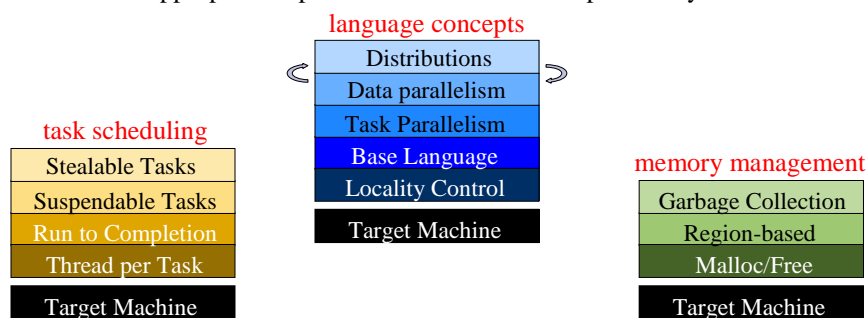 language concepts
Distributions
Data parallelism
Task Parallelism
Base Language
Locality Control
Target Machine
task scheduling
Stealable Tasks
Suspendable Tasks
Run to Completion
Thread per Task
Target Machine
memory management
Garbage Collection
Region-based
Malloc/Free
Target Machine